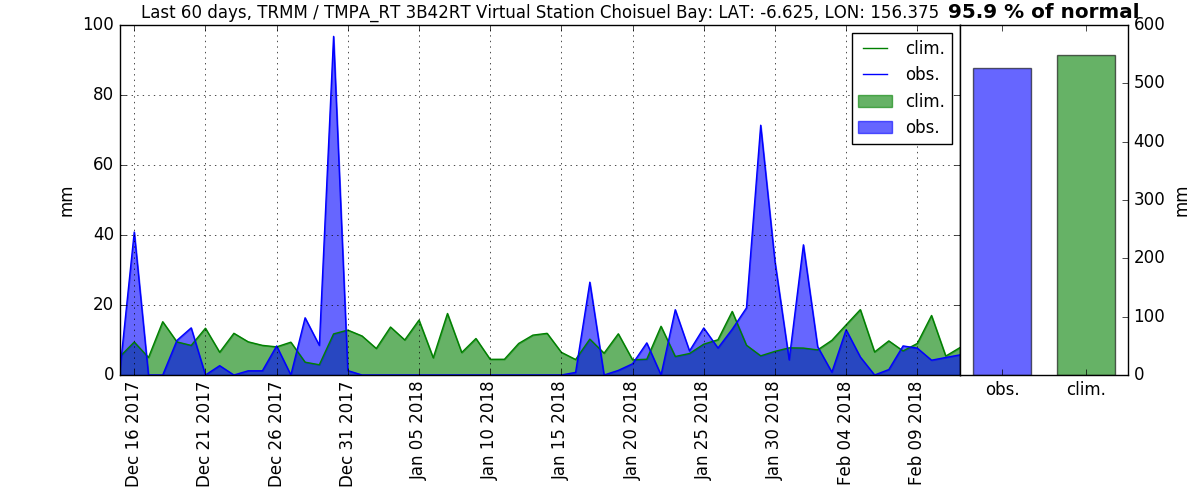 Last 60 days, TRMM / TMPA_RT 3B42RT Virtual Station Choisuel Bay: LAT: -6.625, LON: 156.375
95.9 % of normal
100
80
60
40
20
0
mm
clim.
obs.
clim.
obs.
Dec 16 2017
Dec 21 2017
Dec 26 2017
Dec 31 2017
Jan 05 2018
Jan 10 2018
Jan 15 2018
Jan 20 2018
Jan 25 2018
Jan 30 2018
Feb 04 2018
Feb 09 2018
600
500
400
300
200
100
0
mm
obs.
clim.